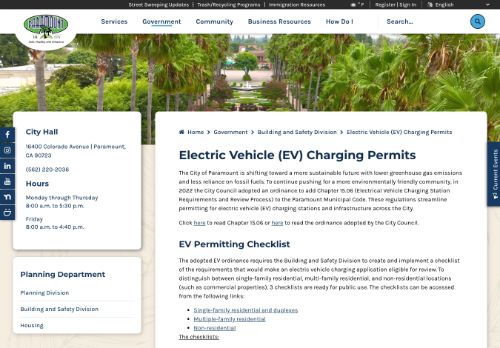 Street Sweeping Updates | Trash/Recycling Programs | Immigration Resources
° F | Register | Sign In
English
PARAMOUNT
Services Government Community Business Resources How Do I
Search...
City Hall
16400 Colorado Avenue | Paramount,
CA 90723
(562) 220-2036
Hours
Monday through Thursday
8:00 a.m. to 5:30 p.m.
Friday
8:00 a.m. to 4:40 p.m.
Planning Department
Planning Division
Building and Safety Division
Housing
Home > Government > Building and Safety Division > Electric Vehicle (EV) Charging Permits
Electric Vehicle (EV) Charging Permits
The City of Paramount is shifting toward a more sustainable future with lower greenhouse gas emissions
and less reliance on fossil fuels. To continue pushing for a more environmentally friendly community, in
2022 the City Council adopted an ordinance to add Chapter 15.06 (Electrical Vehicle Charging Station
Requirements and Review Process) to the Paramount Municipal Code. These regulations streamline
permitting for electric vehicle (EV) charging stations and infrastructure across the City.
Click here to read Chapter 15.06 or here to read the ordinance adopted by the City Council.
EV Permitting Checklist
The adopted EV ordinance requires the Building and Safety Division to create and implement a checklist
of the requirements that would make an electric vehicle charging application eligible for review. To
distinguish between single-family residential, multi-family residential, and non-residential locations
(such as commercial properties), 3 checklists are ready for public use. The checklists can be accessed
from the following links:
• Single-family residential and duplexes
• Multiple-family residential
• Non-residential
The checklists:
Current Events